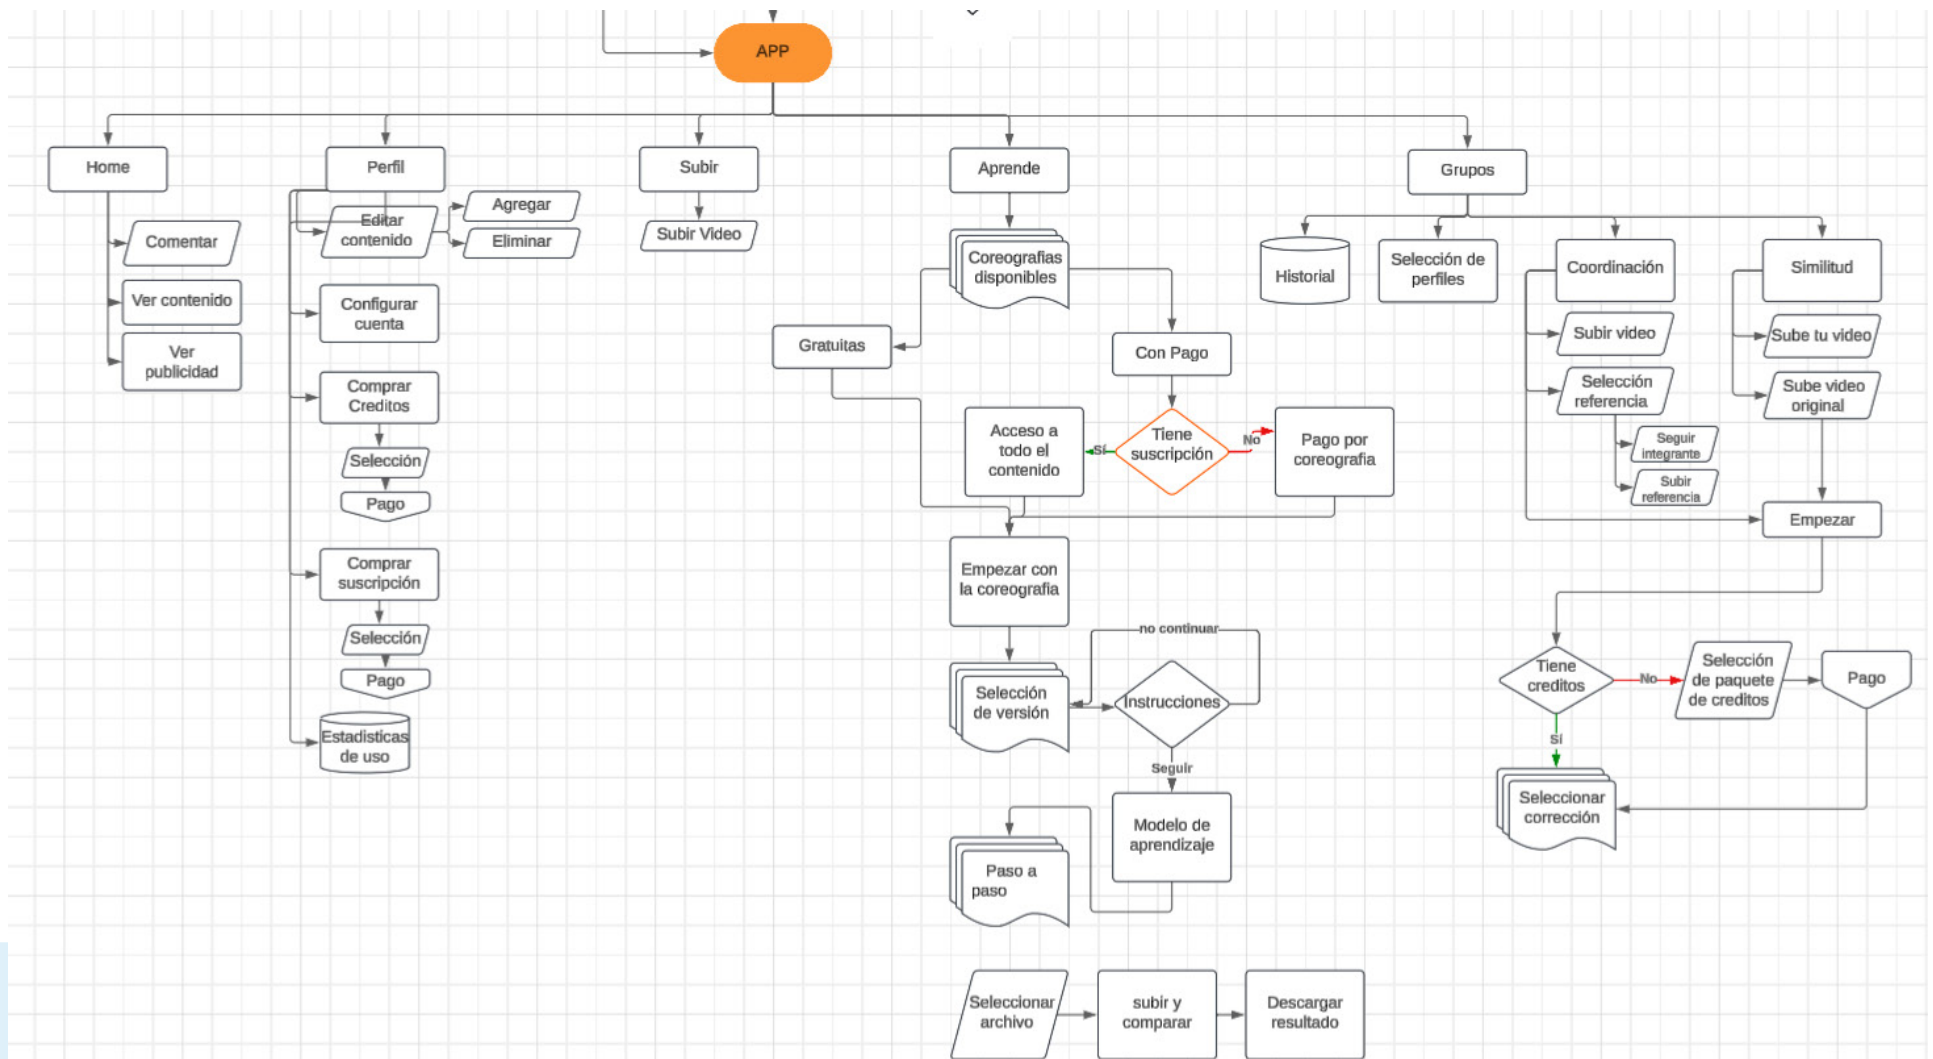 APP
Home
Perfil
Subir
Aprende
Grupos
Comentar
Ver contenido
Ver
publicidad
Editar
contenido
Agregar
Eliminar
Configurar
cuenta
Comprar
Creditos
Selección
Pago
Comprar
suscripción
Selección
Pago
Estadisticas
de uso
Subir Video
Coreografias
disponibles
Gratuitas
Con Pago
Tiene
suscripción
Sí
No
Acceso a
todo el
contenido
Pago por
coreografia
Empezar con
la coreografia
Selección
de versión
no continuar
Instrucciones
Seguir
Modelo de
aprendizaje
Paso a
paso
Seleccionar
archivo
subir y
comparar
Descargar
resultado
Historial
Selección de
perfiles
Coordinación
Subir video
Selección
referencia
Seguir
integrante
Subir
referencia
Similitud
Sube tu video
Sube video
original
Empezar
Tiene
creditos
No
Selección
de paquete
de creditos
Pago
Sí
Seleccionar
corrección